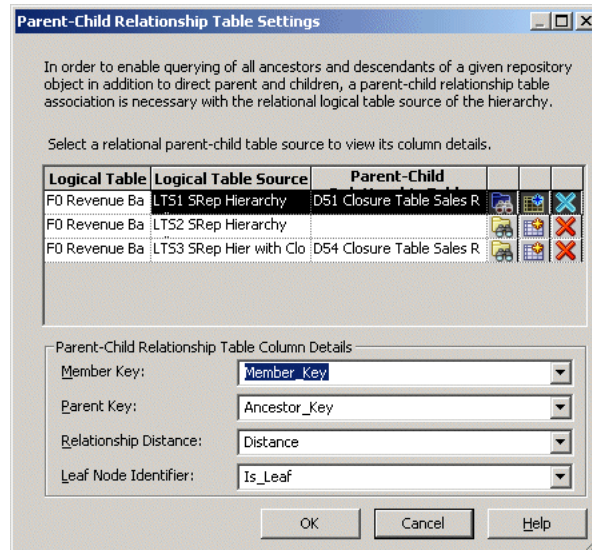 Parent-Child Relationship Table Settings
In order to enable querying of all ancestors and descendants of a given repository
object in addition to direct parent and children, a parent-child relationship table
association is necessary with the relational logical table source of the hierarchy.
Select a relational parent-child table source to view its column details.
Logical Table Logical Table Source Parent-Child
F0 Revenue Ba LTS1 SRep Hierarchy D51 Closure Table Sales R
F0 Revenue Ba LTS2 SRep Hierarchy
F0 Revenue Ba LTS3 SRep Hier with Clo D54 Closure Table Sales R
Parent-Child Relationship Table Column Details
Member Key: Member_Key
Parent Key: Ancestor_Key
Relationship Distance: Distance
Leaf Node Identifier: Is_Leaf
OK Cancel Help